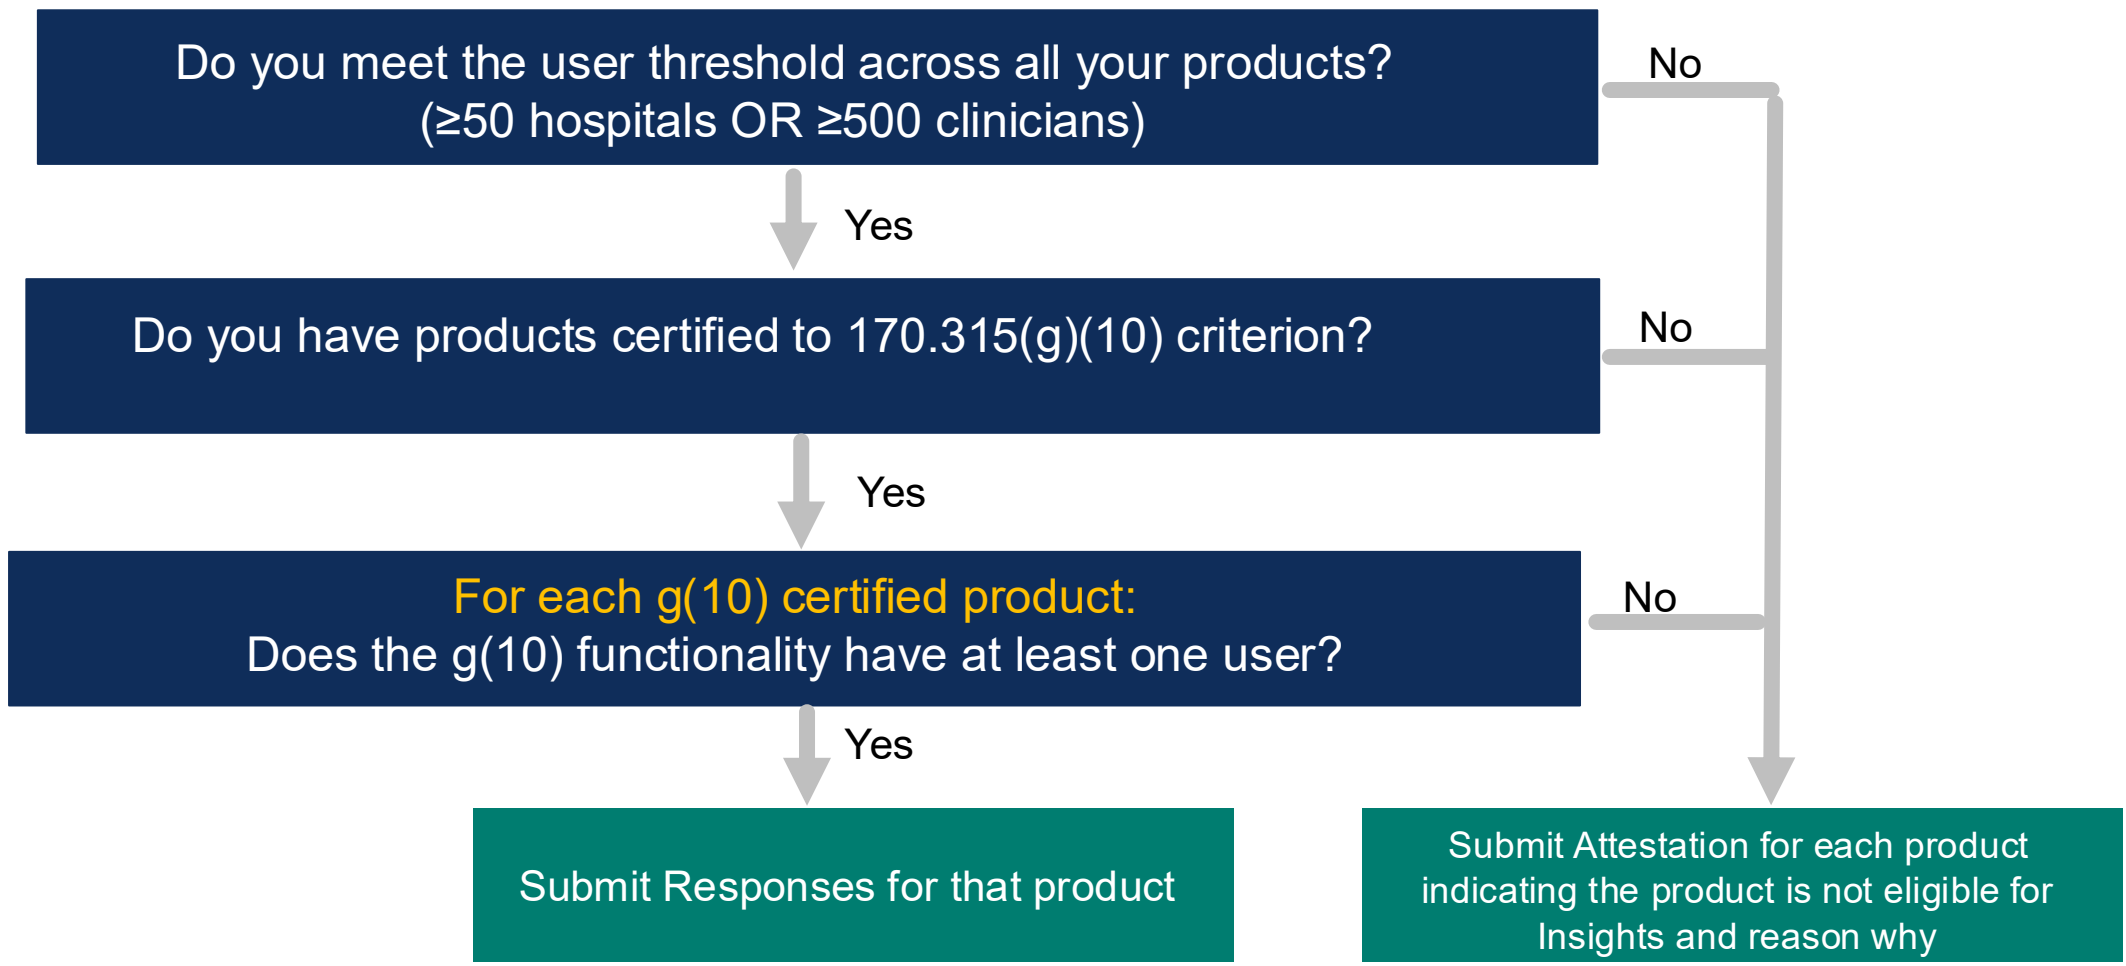 Do you meet the user threshold across all your products?
(≥50 hospitals OR ≥500 clinicians)
No
Yes
Do you have products certified to 170.315(g)(10) criterion?
No
Yes
For each g(10) certified product:
Does the g(10) functionality have at least one user?
No
Yes
Submit Responses for that product
Submit Attestation for each product
indicating the product is not eligible for
Insights and reason why